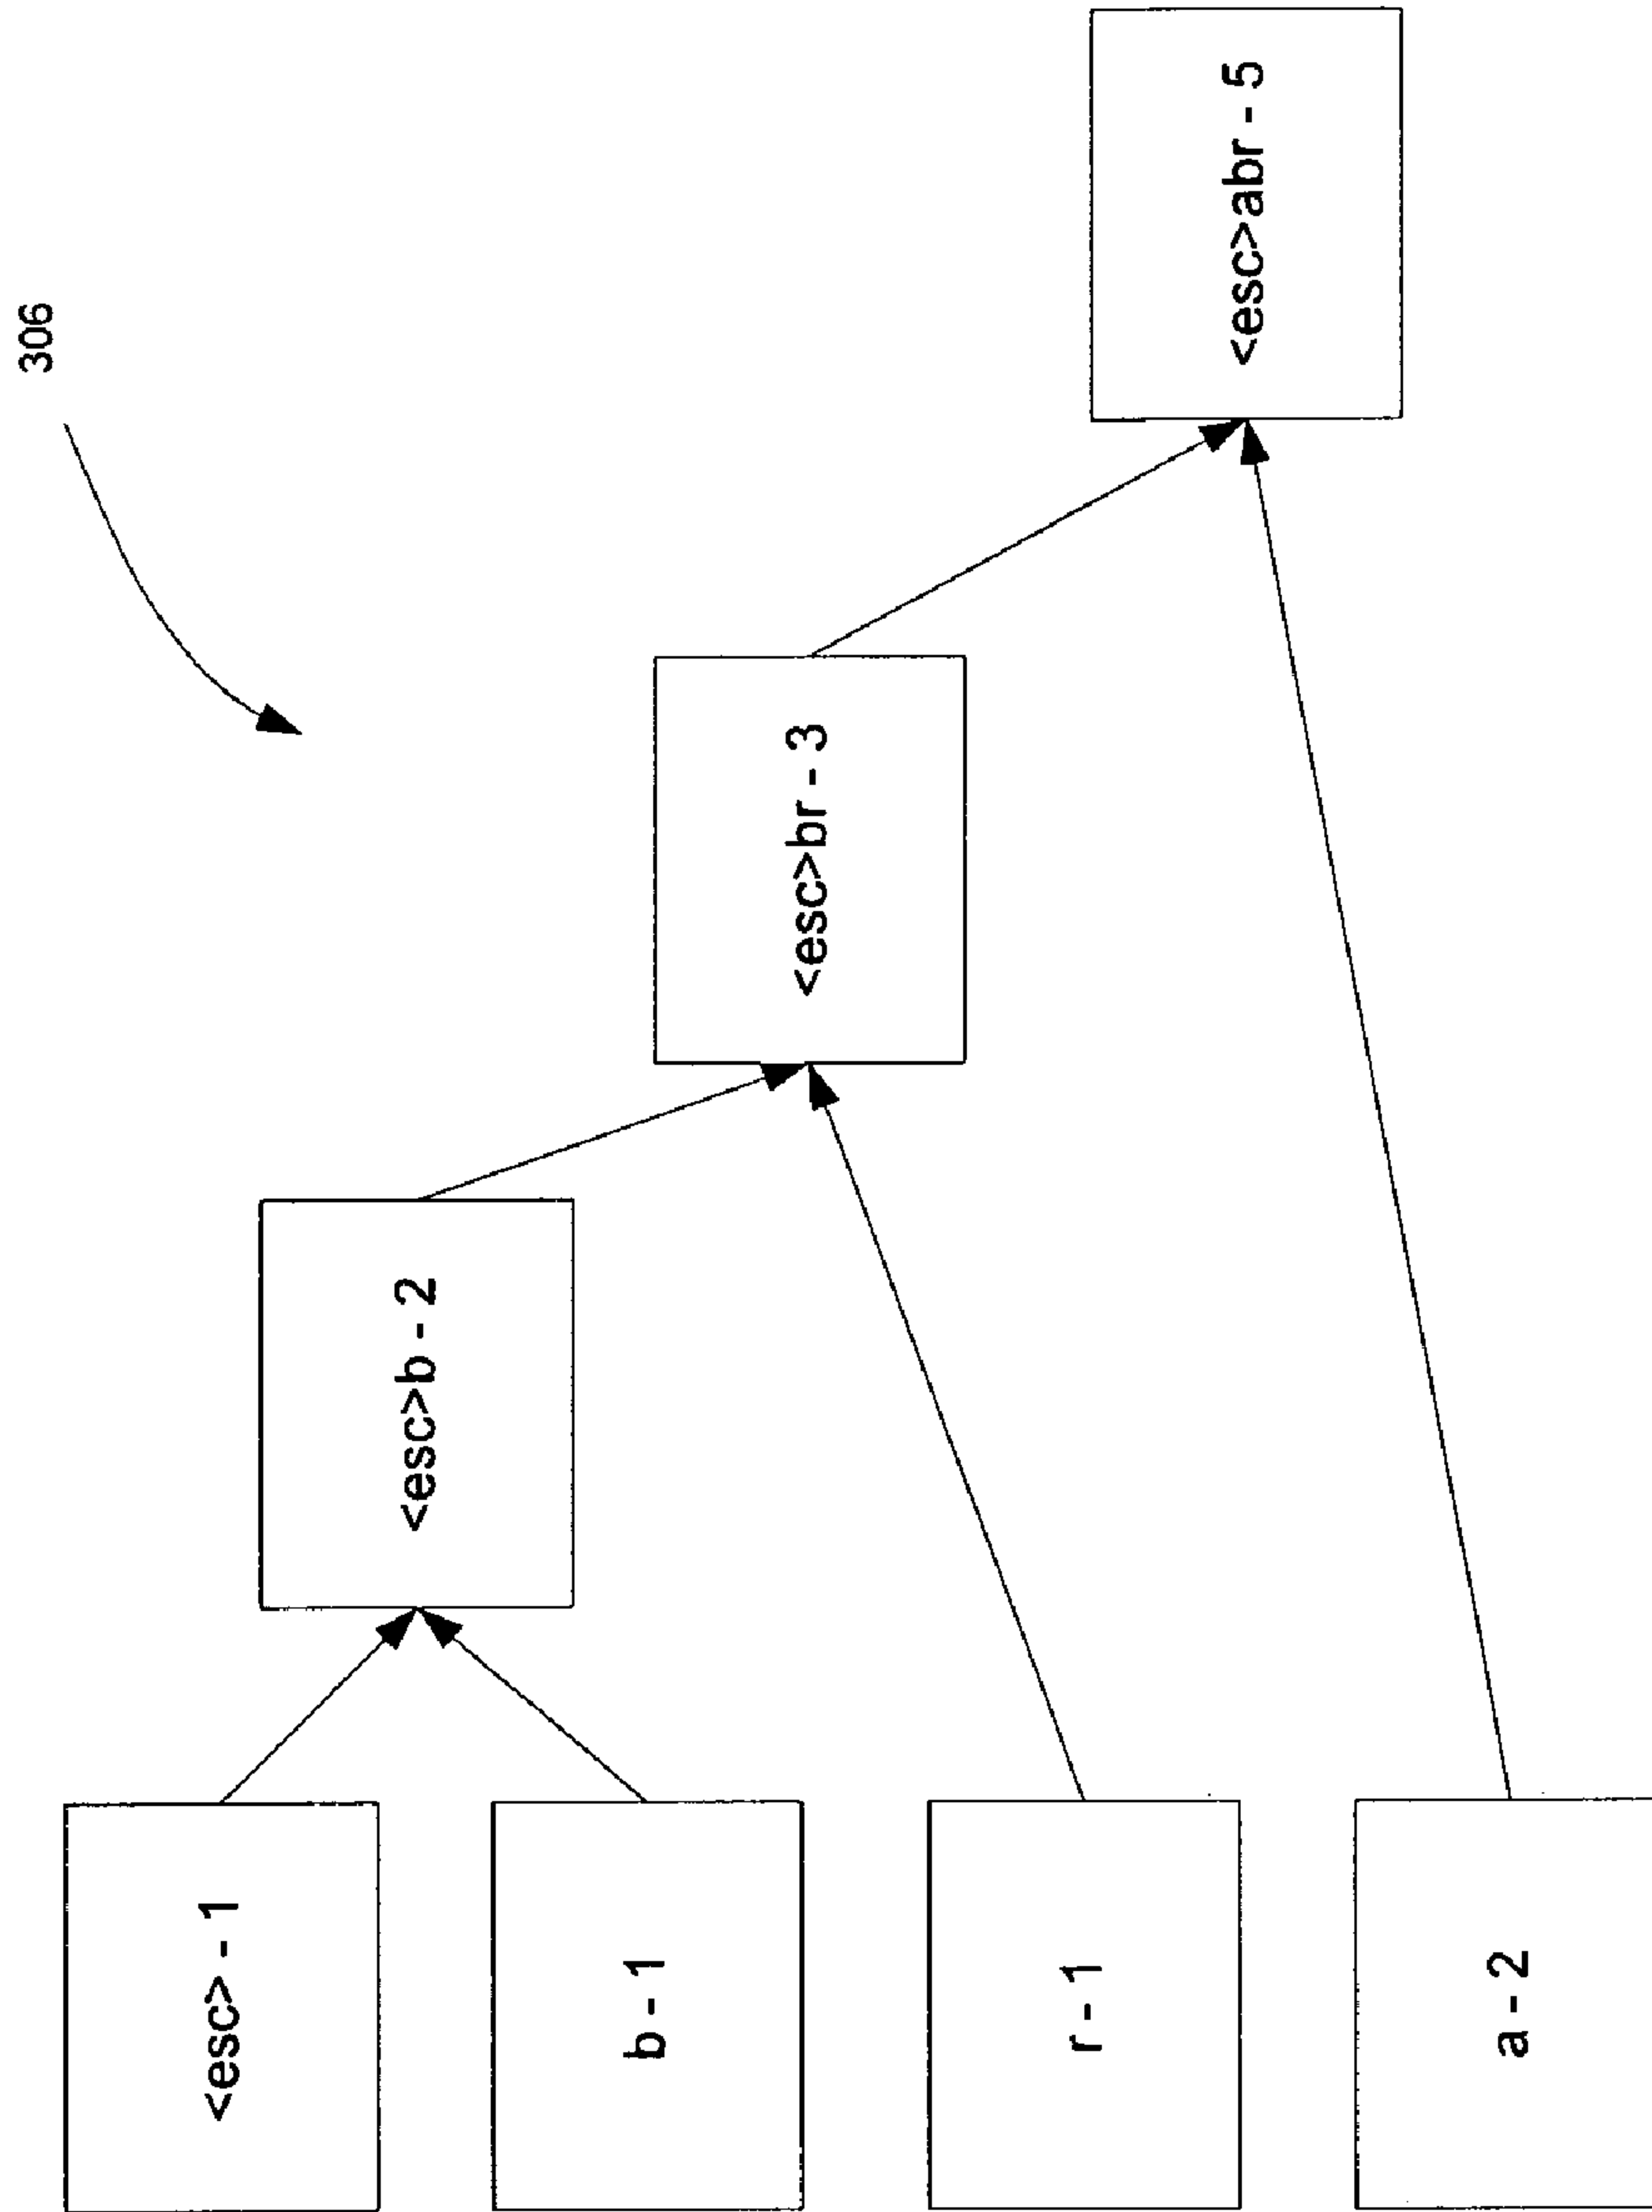 306
<esc>abr - 5
<esc>br - 3
<esc>b - 2
<esc> - 1
b - 1
r - 1
a - 2